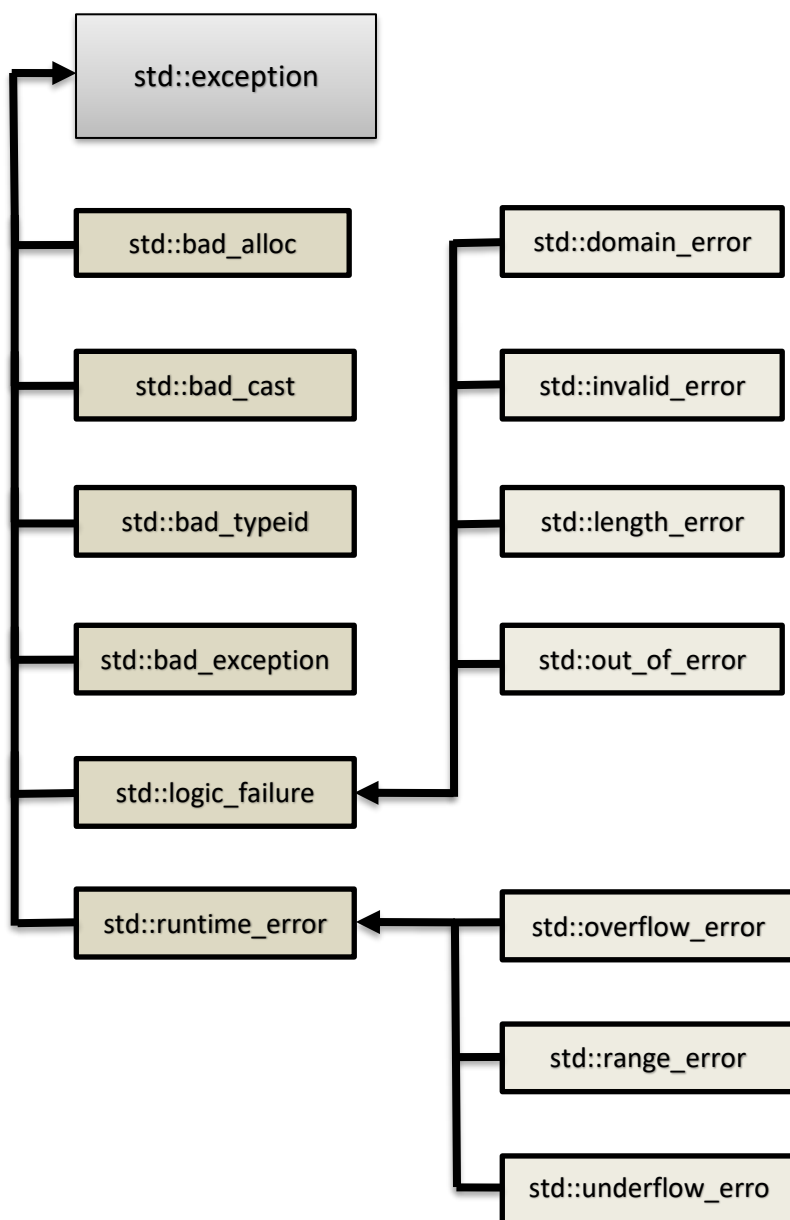 std::exception
std::bad_alloc
std::domain_error
std::bad_cast
std::invalid_error
std::bad_typeid
std::length_error
std::bad_exception
std::out_of_error
std::logic_failure
std::runtime_error
std::overflow_error
std::range_error
std::underflow_erro